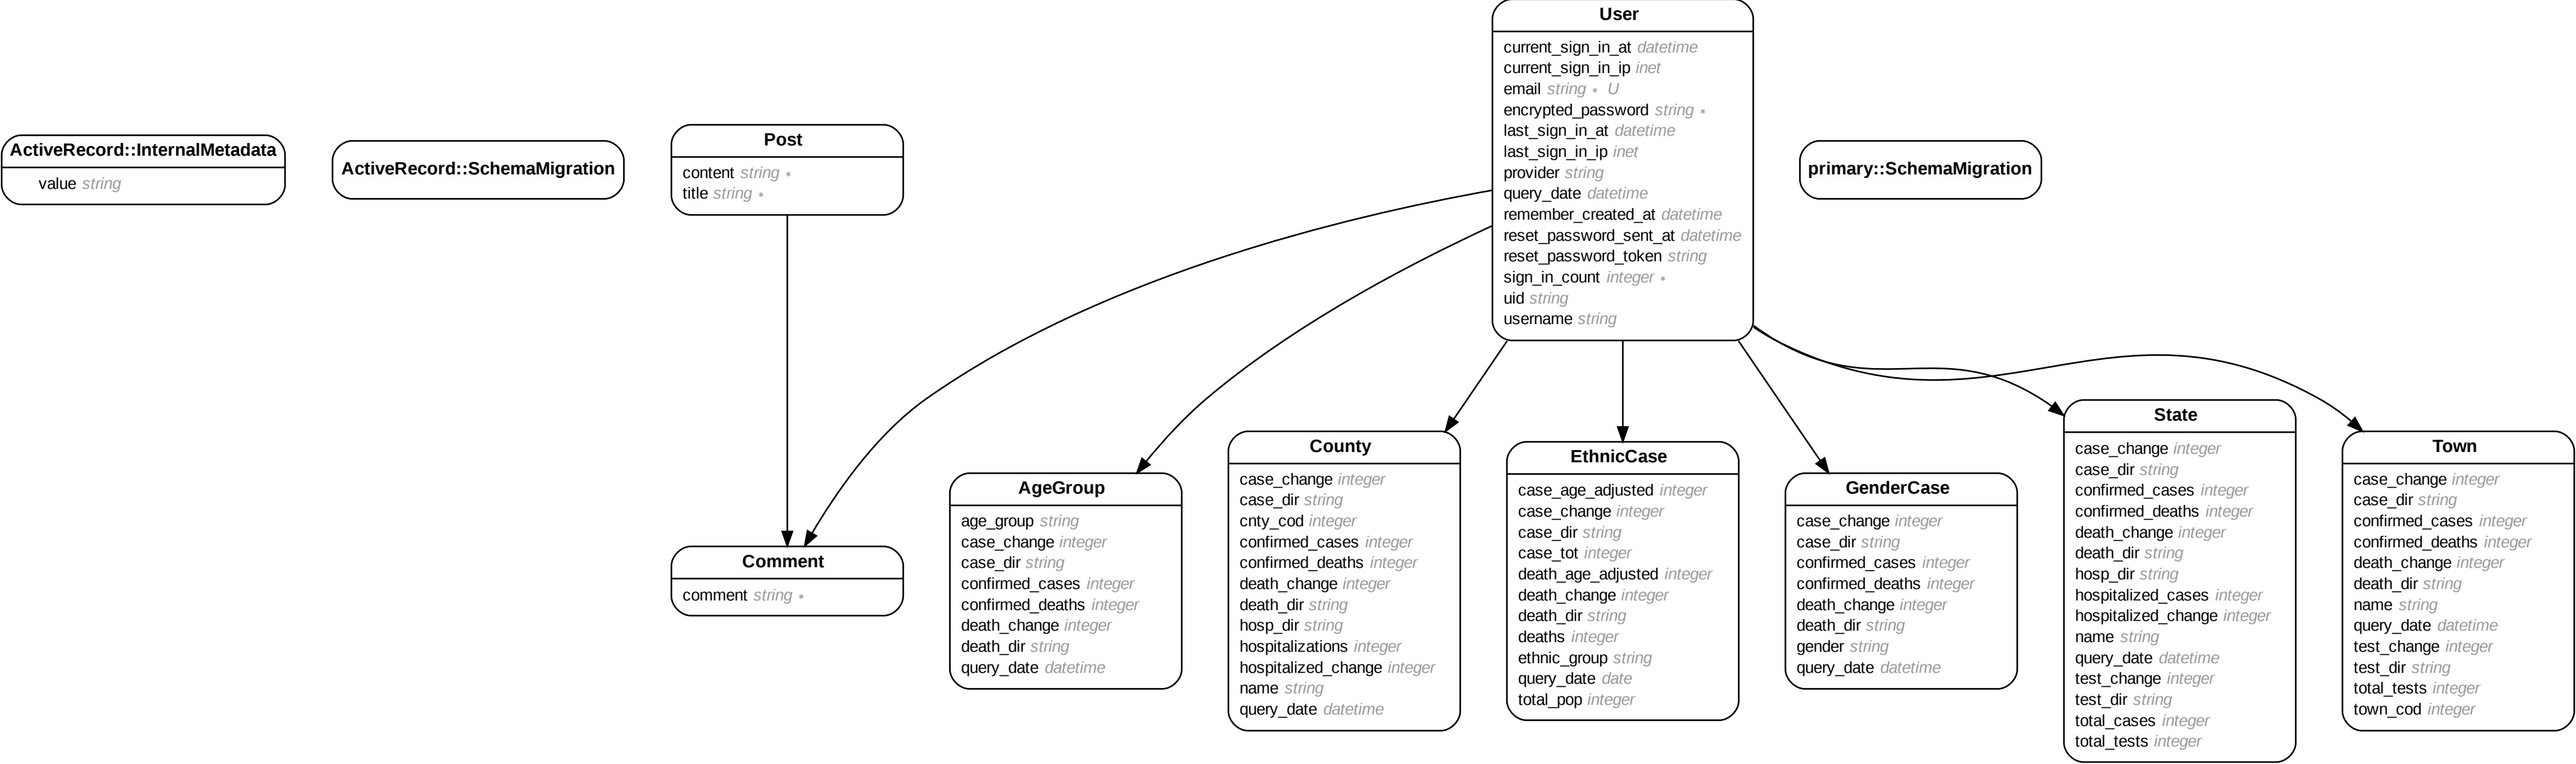 ActiveRecord::InternalMetadata
value string
ActiveRecord::SchemaMigration
Post
content string *
title string *
User
current_sign_in_at datetime
current_sign_in_ip inet
email string * U
encrypted_password string *
last_sign_in_at datetime
last_sign_in_ip inet
provider string
query_date datetime
remember_created_at datetime
reset_password_sent_at datetime
reset_password_token string
sign_in_count integer *
uid string
username string
primary::SchemaMigration
Comment
comment string *
AgeGroup
age_group string
case_change integer
case_dir string
confirmed_cases integer
confirmed_deaths integer
death_change integer
death_dir string
query_date datetime
County
case_change integer
case_dir string
cnty_cod integer
confirmed_cases integer
confirmed_deaths integer
death_change integer
death_dir string
hosp_dir string
hospitalizations integer
hospitalized_change integer
name string
query_date datetime
EthnicCase
case_age_adjusted integer
case_change integer
case_dir string
case_tot integer
death_age_adjusted integer
death_change integer
death_dir string
deaths integer
ethnic_group string
query_date date
total_pop integer
GenderCase
case_change integer
case_dir string
confirmed_cases integer
confirmed_deaths integer
death_change integer
death_dir string
gender string
query_date datetime
State
case_change integer
case_dir string
confirmed_cases integer
confirmed_deaths integer
death_change integer
death_dir string
hosp_dir string
hospitalized_cases integer
hospitalized_change integer
name string
query_date datetime
test_change integer
test_dir string
total_cases integer
total_tests integer
Town
case_change integer
case_dir string
confirmed_cases integer
confirmed_deaths integer
death_change integer
death_dir string
name string
query_date datetime
test_change integer
test_dir string
total_tests integer
town_cod integer